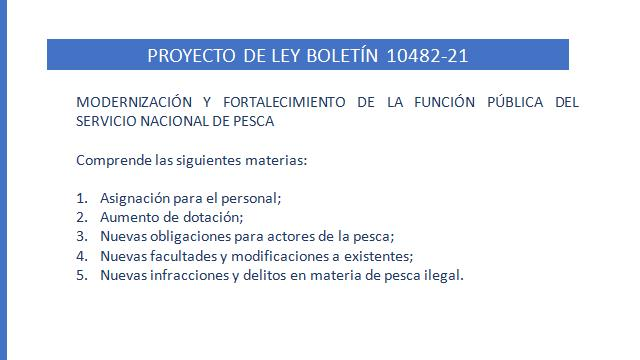 PROYECTO DE LEY BOLETÍN 10482-21
MODERNIZACIÓN Y FORTALECIMIENTO DE LA FUNCIÓN PÚBLICA DEL
SERVICIO NACIONAL DE PESCA
Comprende las siguientes materias:
1. Asignación para el personal;
2. Aumento de dotación;
3. Nuevas obligaciones para actores de la pesca;
4. Nuevas facultades y modificaciones a existentes;
5. Nuevas infracciones y delitos en materia de pesca ilegal.